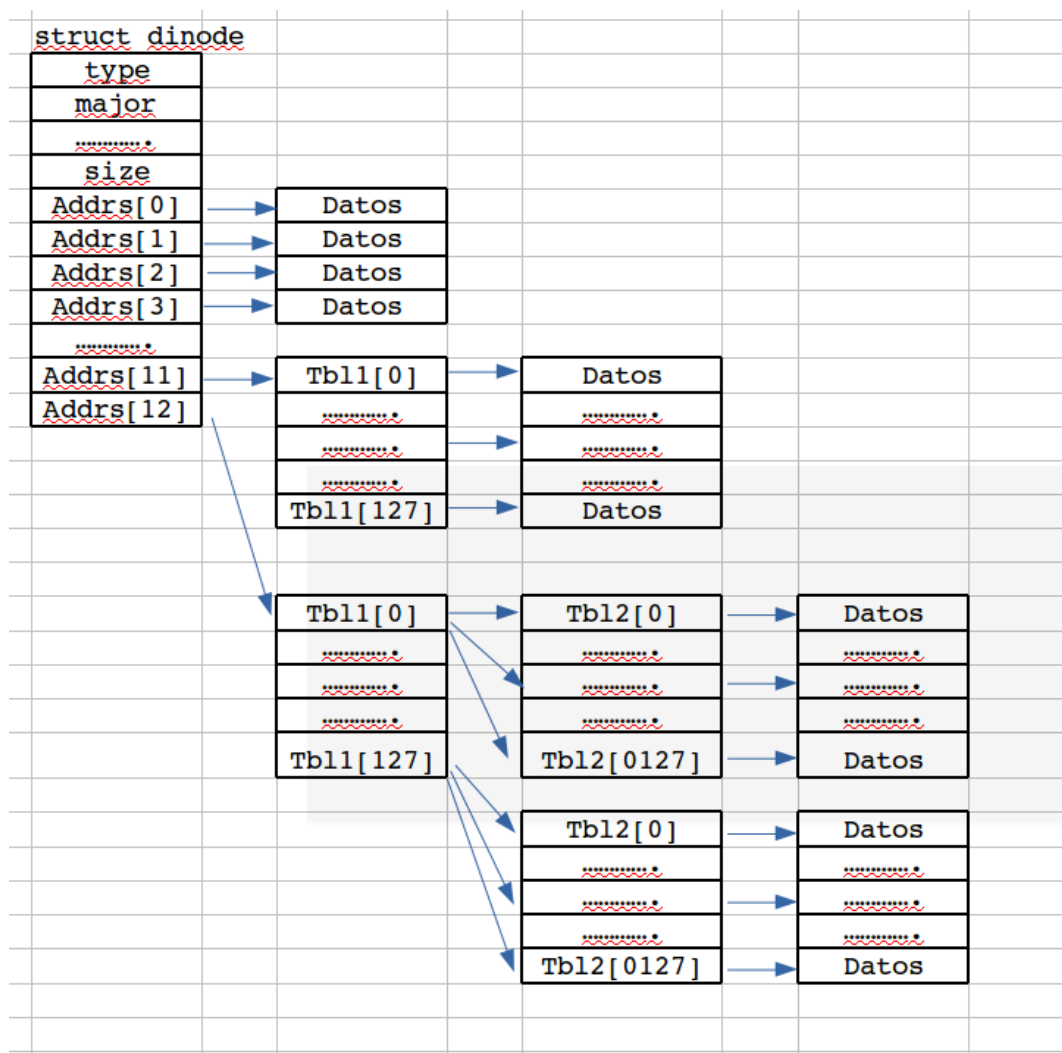 struct dinode
type
major
………….
size
Addrs[0] Datos
Addrs[1] Datos
Addrs[2] Datos
Addrs[3] Datos
………….
Addrs[11] Tbl1[0] Datos
Addrs[12] …………. ………….
…………. ………….
…………. ………….
Tbl1[127] Datos
Tbl1[0] Tbl2[0] Datos
…………. …………. ………….
…………. …………. ………….
…………. …………. ………….
Tbl1[127] Tbl2[0127] Datos
Tbl2[0] Datos
…………. ………….
…………. ………….
…………. ………….
Tbl2[0127] Datos